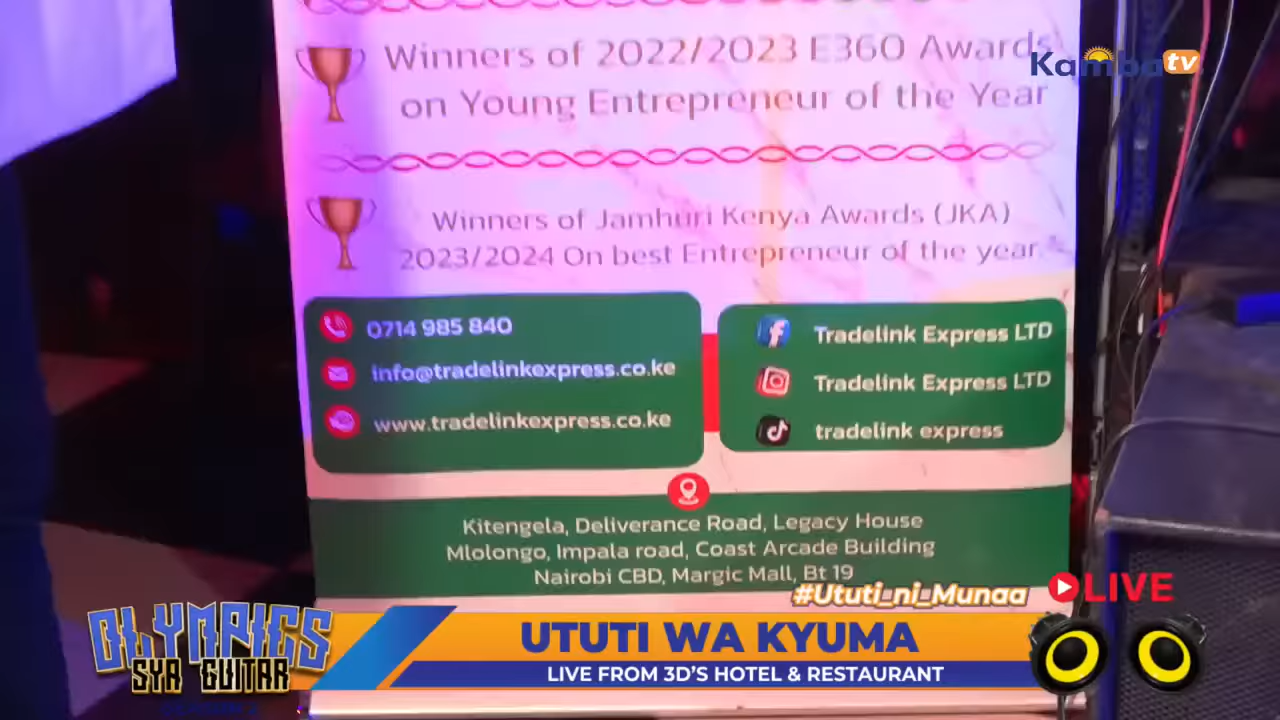 Winners of 2022/2023 E360 Awards
on Young Entrepreneur of the Year
Kamba tv
Winners of Jamhuri Kenya Awards (JKA)
2023/2024 On best Entrepreneur of the year.
0714 985 840
info@tradelinkexpress.co.ke
www.tradelinkexpress.co.ke
Tradelink Express LTD
Tradelink Express LTD
tradelink express
Kitengela, Deliverance Road, Legacy House
Mlolongo, Impala road, Coast Arcade Building
Nairobi CBD, Margic Mall, Bt 19
#Ututi_ni_Munaa
LIVE
OLYMPICS
SYA GUITAR
UTUTI WA KYUMA
LIVE FROM 3D'S HOTEL & RESTAURANT